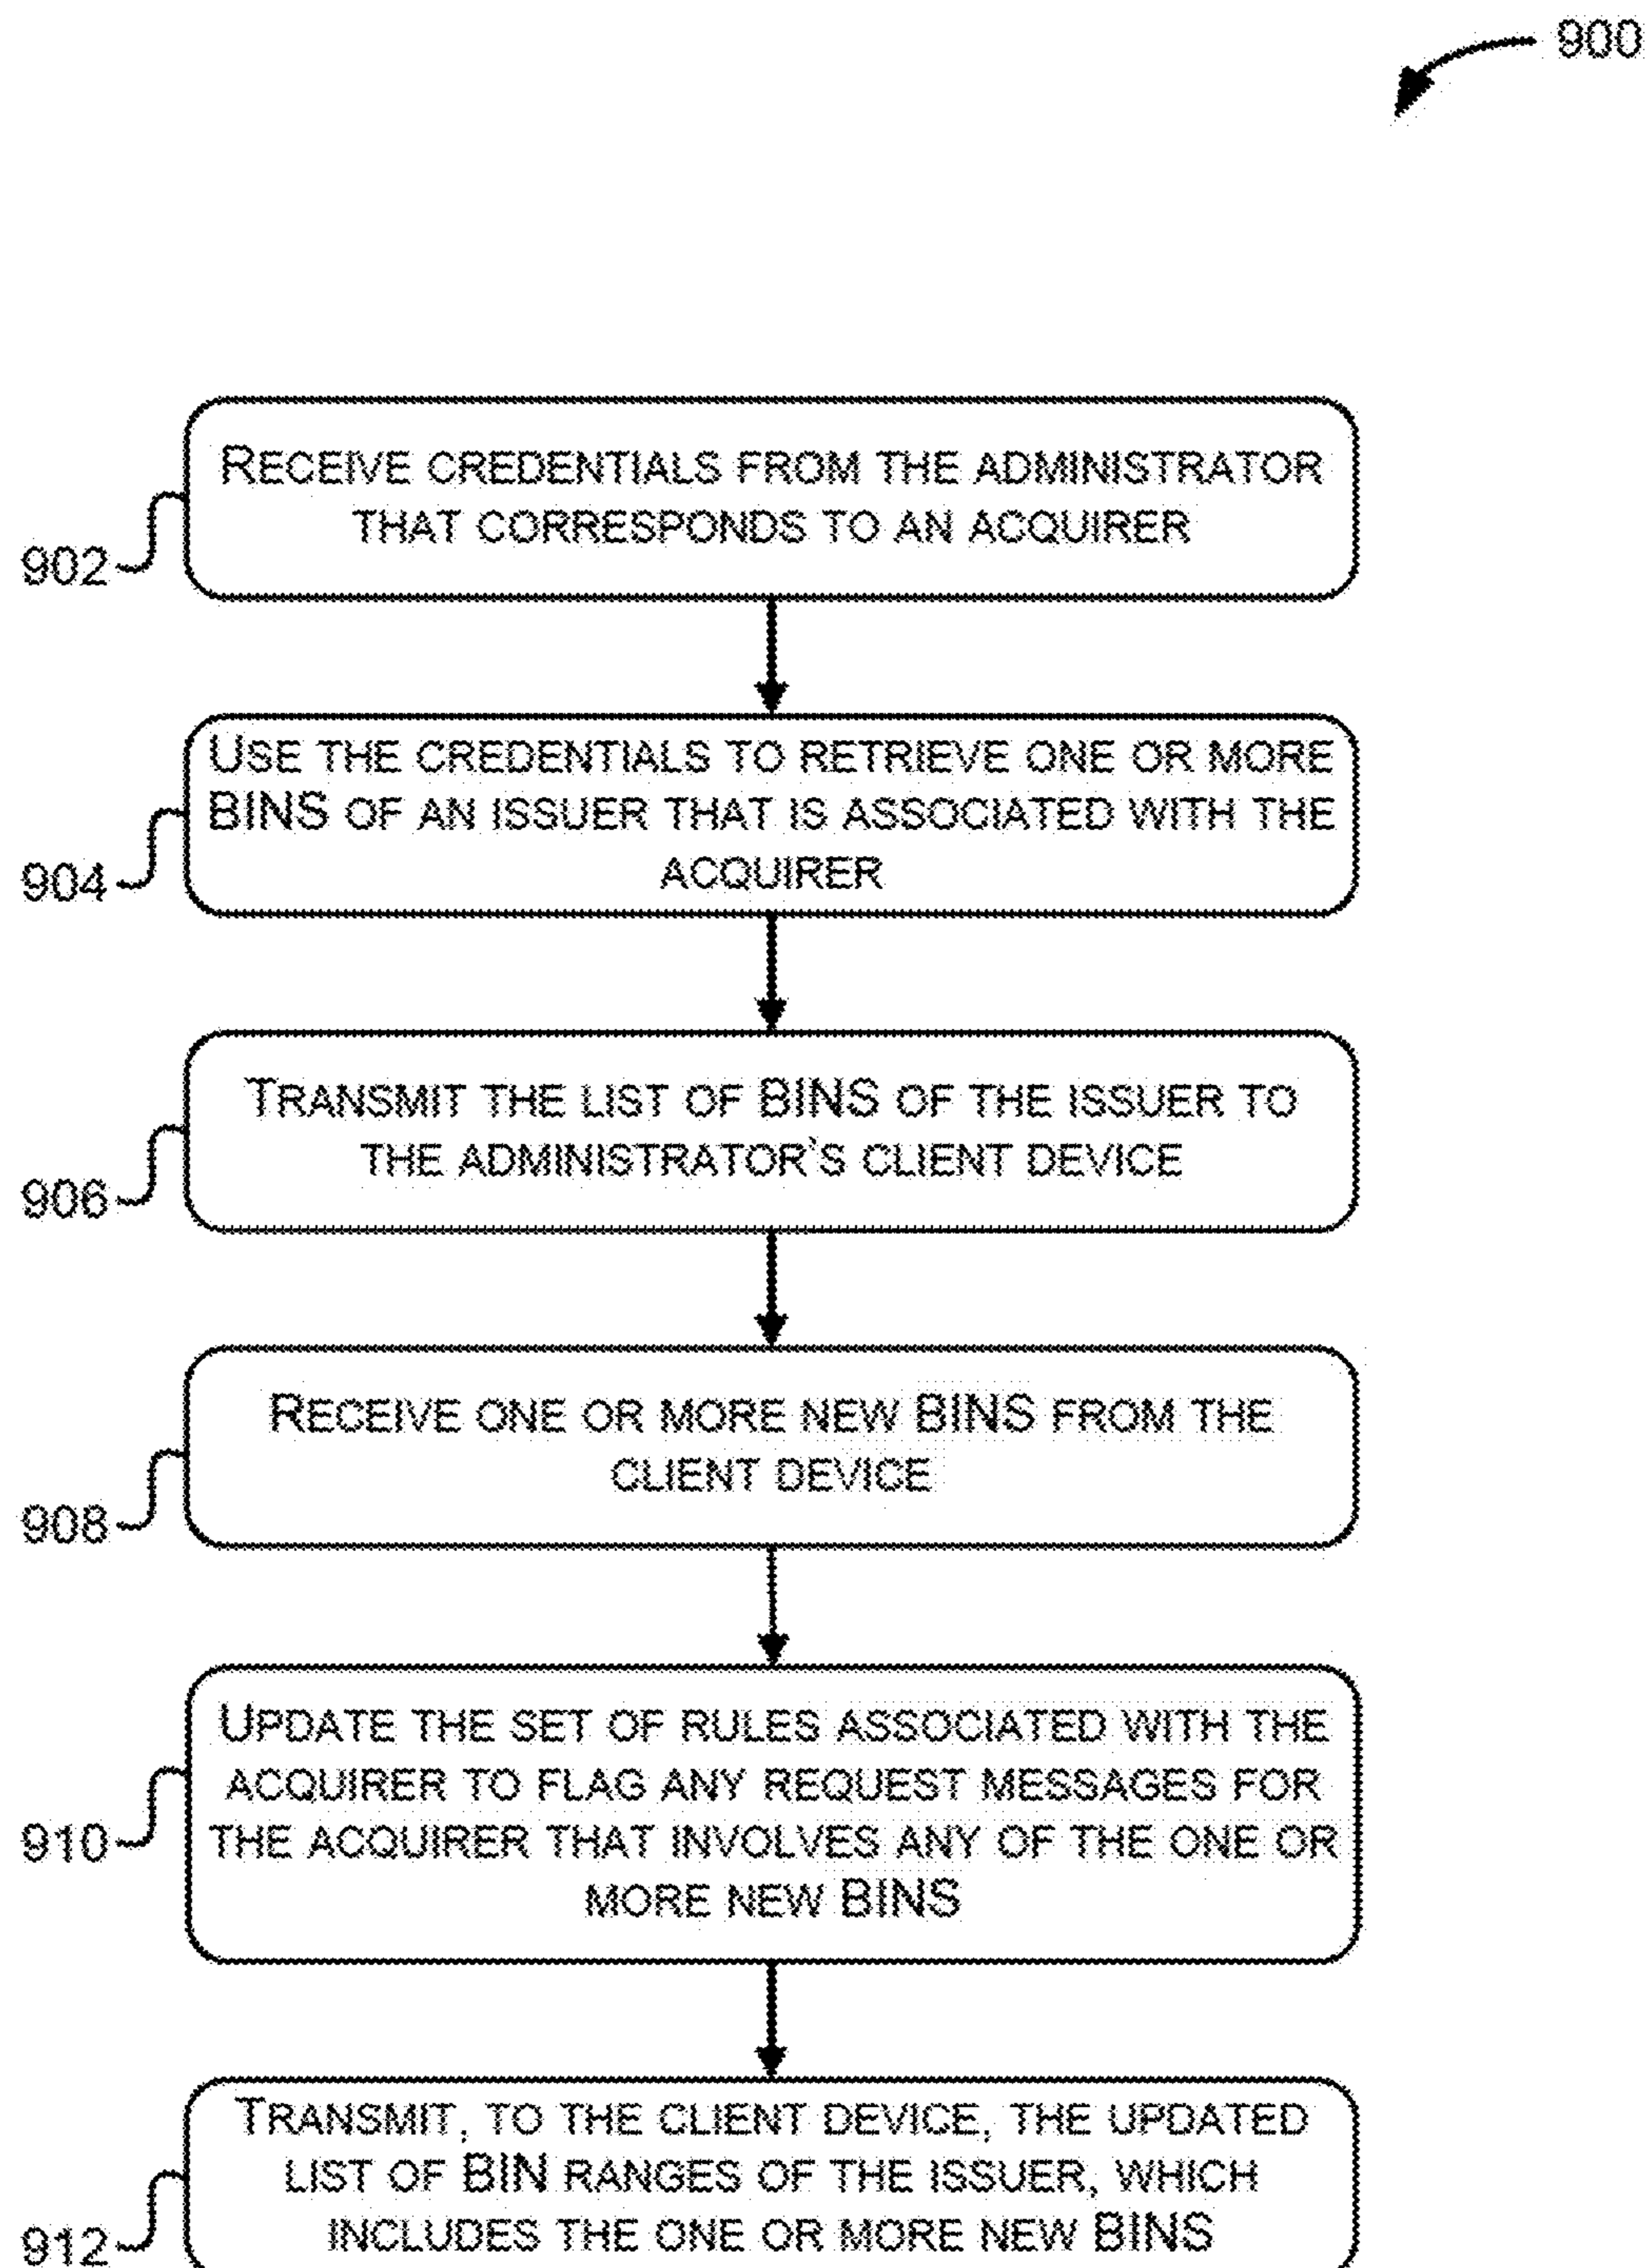 900
RECEIVE CREDENTIALS FROM THE ADMINISTRATOR
THAT CORRESPONDS TO AN ACQUIRER
902
USE THE CREDENTIALS TO RETRIEVE ONE OR MORE
BINS OF AN ISSUER THAT IS ASSOCIATED WITH THE
ACQUIRER
904
TRANSMIT THE LIST OF BINS OF THE ISSUER TO
THE ADMINISTRATOR'S CLIENT DEVICE
906
RECEIVE ONE OR MORE NEW BINS FROM THE
CLIENT DEVICE
908
UPDATE THE SET OF RULES ASSOCIATED WITH THE
ACQUIRER TO FLAG ANY REQUEST MESSAGES FOR
THE ACQUIRER THAT INVOLVES ANY OF THE ONE OR
MORE NEW BINS
910
TRANSMIT, TO THE CLIENT DEVICE, THE UPDATED
LIST OF BIN RANGES OF THE ISSUER, WHICH
INCLUDES THE ONE OR MORE NEW BINS
912